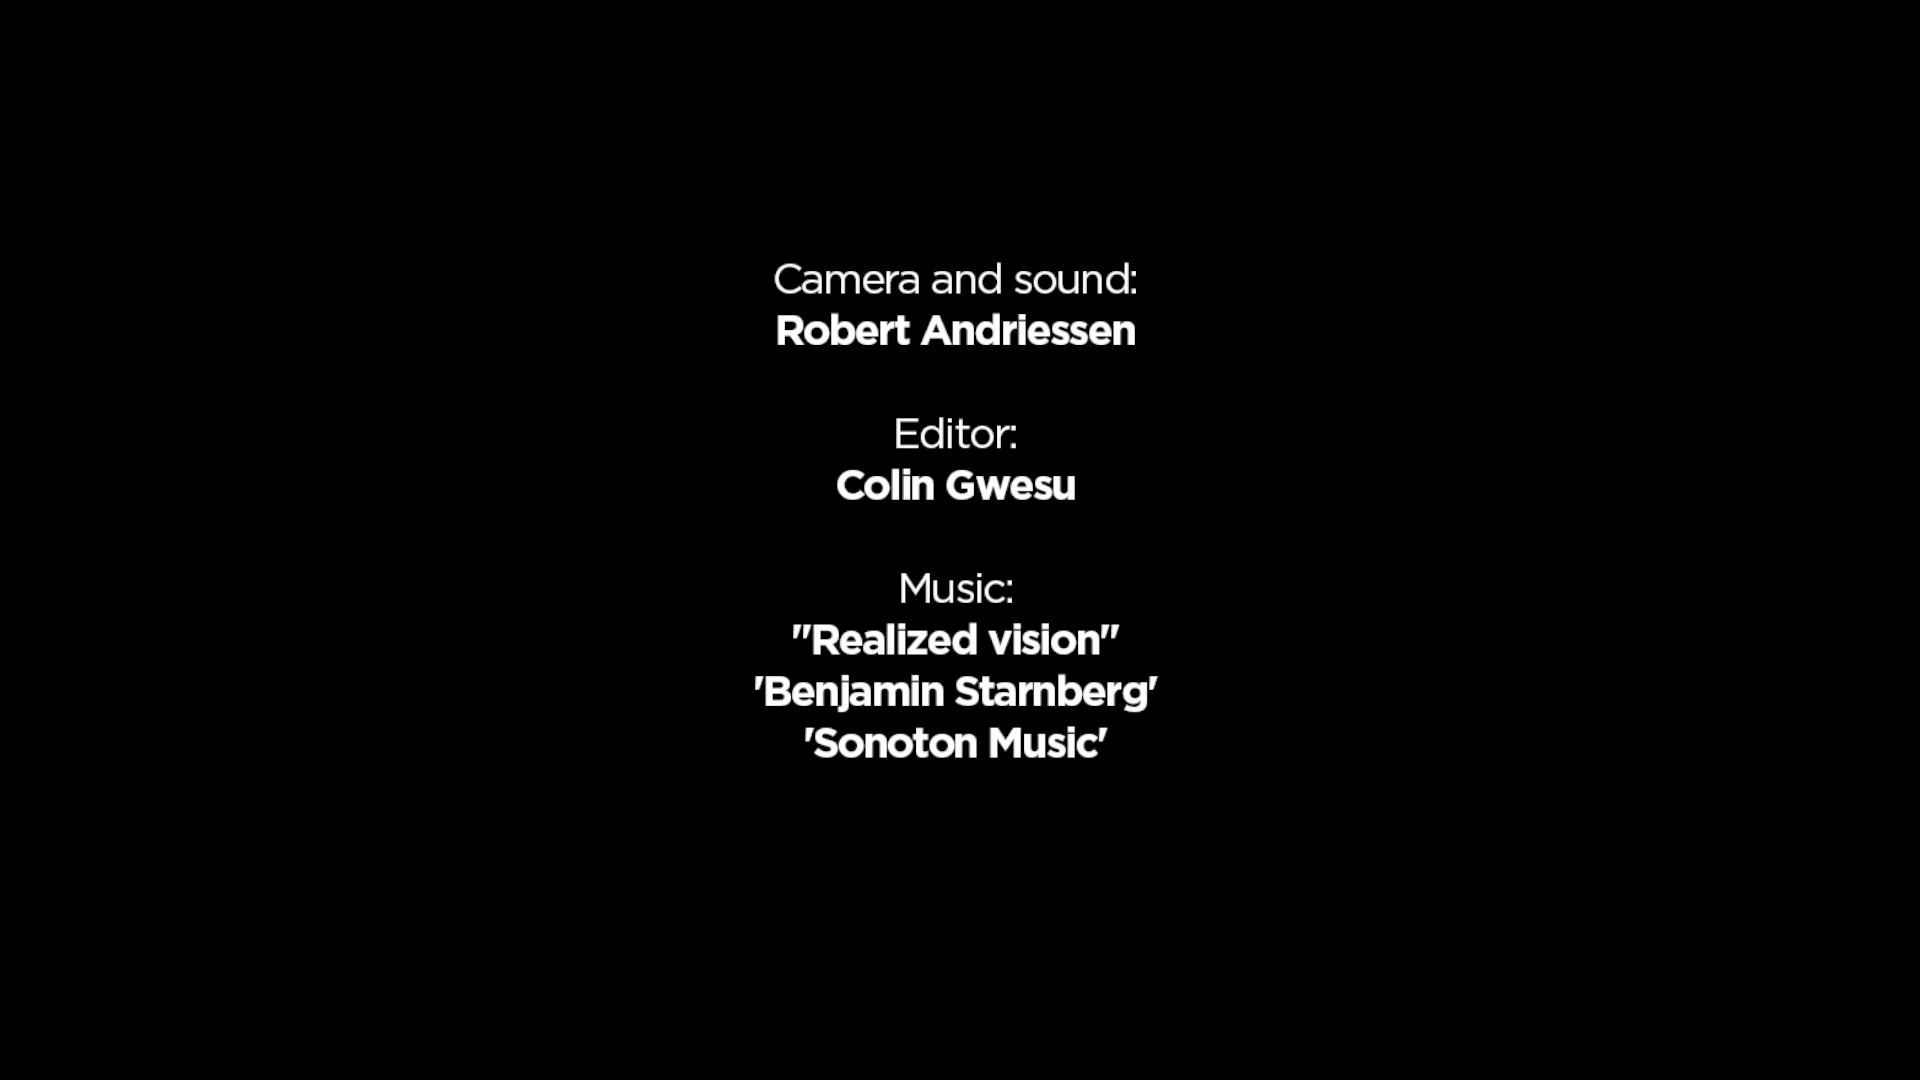 Camera and sound:
Robert Andriessen
Editor:
Colin Gwesu
Music:
"Realized vision"
'Benjamin Starnberg'
'Sonoton Music'